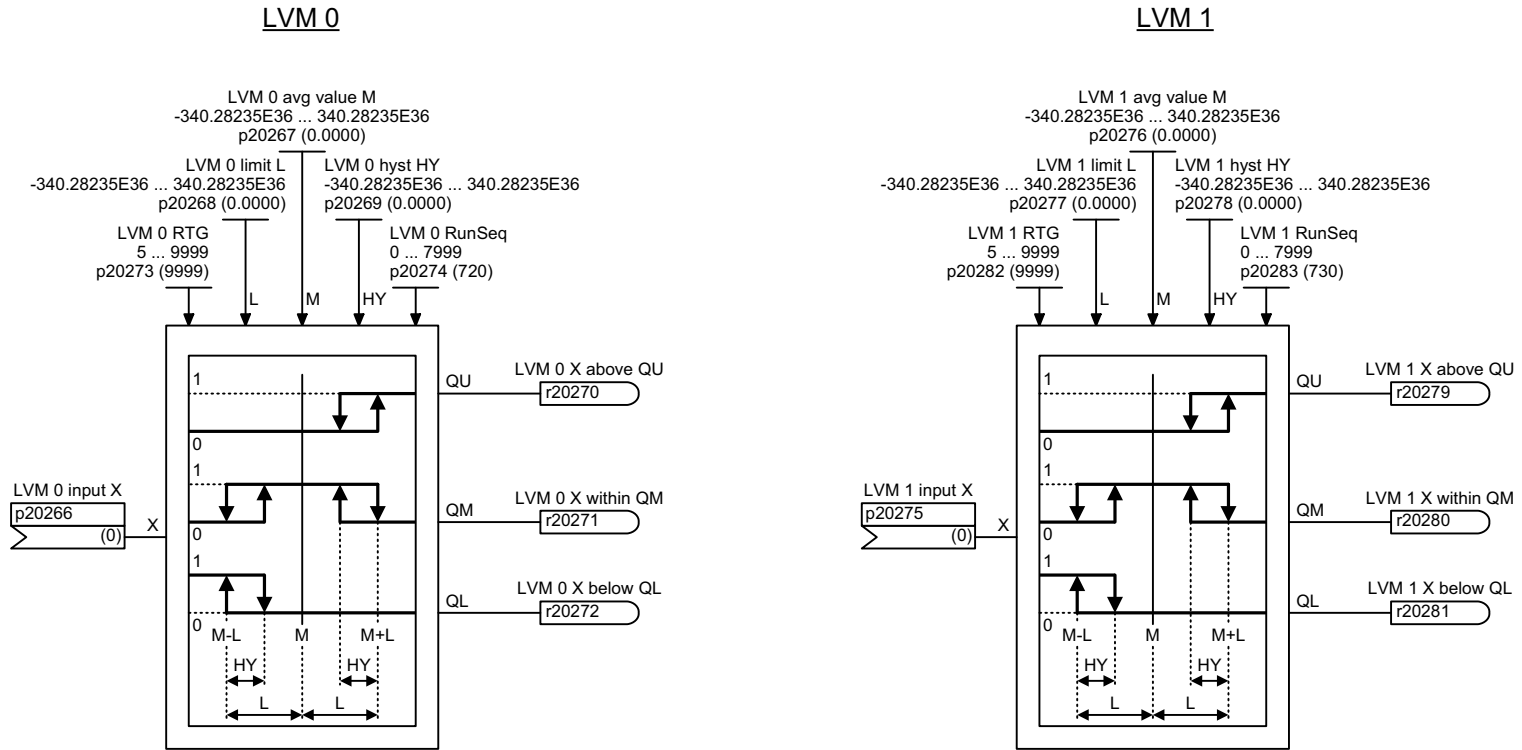 LVM 0
LVM 0 avg value M
-340.28235E36 ... 340.28235E36
p20267 (0.0000)
LVM 0 limit L
-340.28235E36 ... 340.28235E36
p20268 (0.0000)
LVM 0 hyst HY
-340.28235E36 ... 340.28235E36
p20269 (0.0000)
LVM 0 RTG
5 ... 9999
p20273 (9999)
LVM 0 RunSeq
0 ... 7999
p20274 (720)
L
M
HY
LVM 0 input X
p20266
(0)
X
1
0
1
0
1
0
M-L
M
M+L
HY
HY
L
L
QU
LVM 0 X above QU
r20270
QM
LVM 0 X within QM
r20271
QL
LVM 0 X below QL
r20272
LVM 1
LVM 1 avg value M
-340.28235E36 ... 340.28235E36
p20276 (0.0000)
LVM 1 limit L
-340.28235E36 ... 340.28235E36
p20277 (0.0000)
LVM 1 hyst HY
-340.28235E36 ... 340.28235E36
p20278 (0.0000)
LVM 1 RTG
5 ... 9999
p20282 (9999)
LVM 1 RunSeq
0 ... 7999
p20283 (730)
L
M
HY
LVM 1 input X
p20275
(0)
X
1
0
1
0
1
0
M-L
M
M+L
HY
HY
L
L
QU
LVM 1 X above QU
r20279
QM
LVM 1 X within QM
r20280
QL
LVM 1 X below QL
r20281